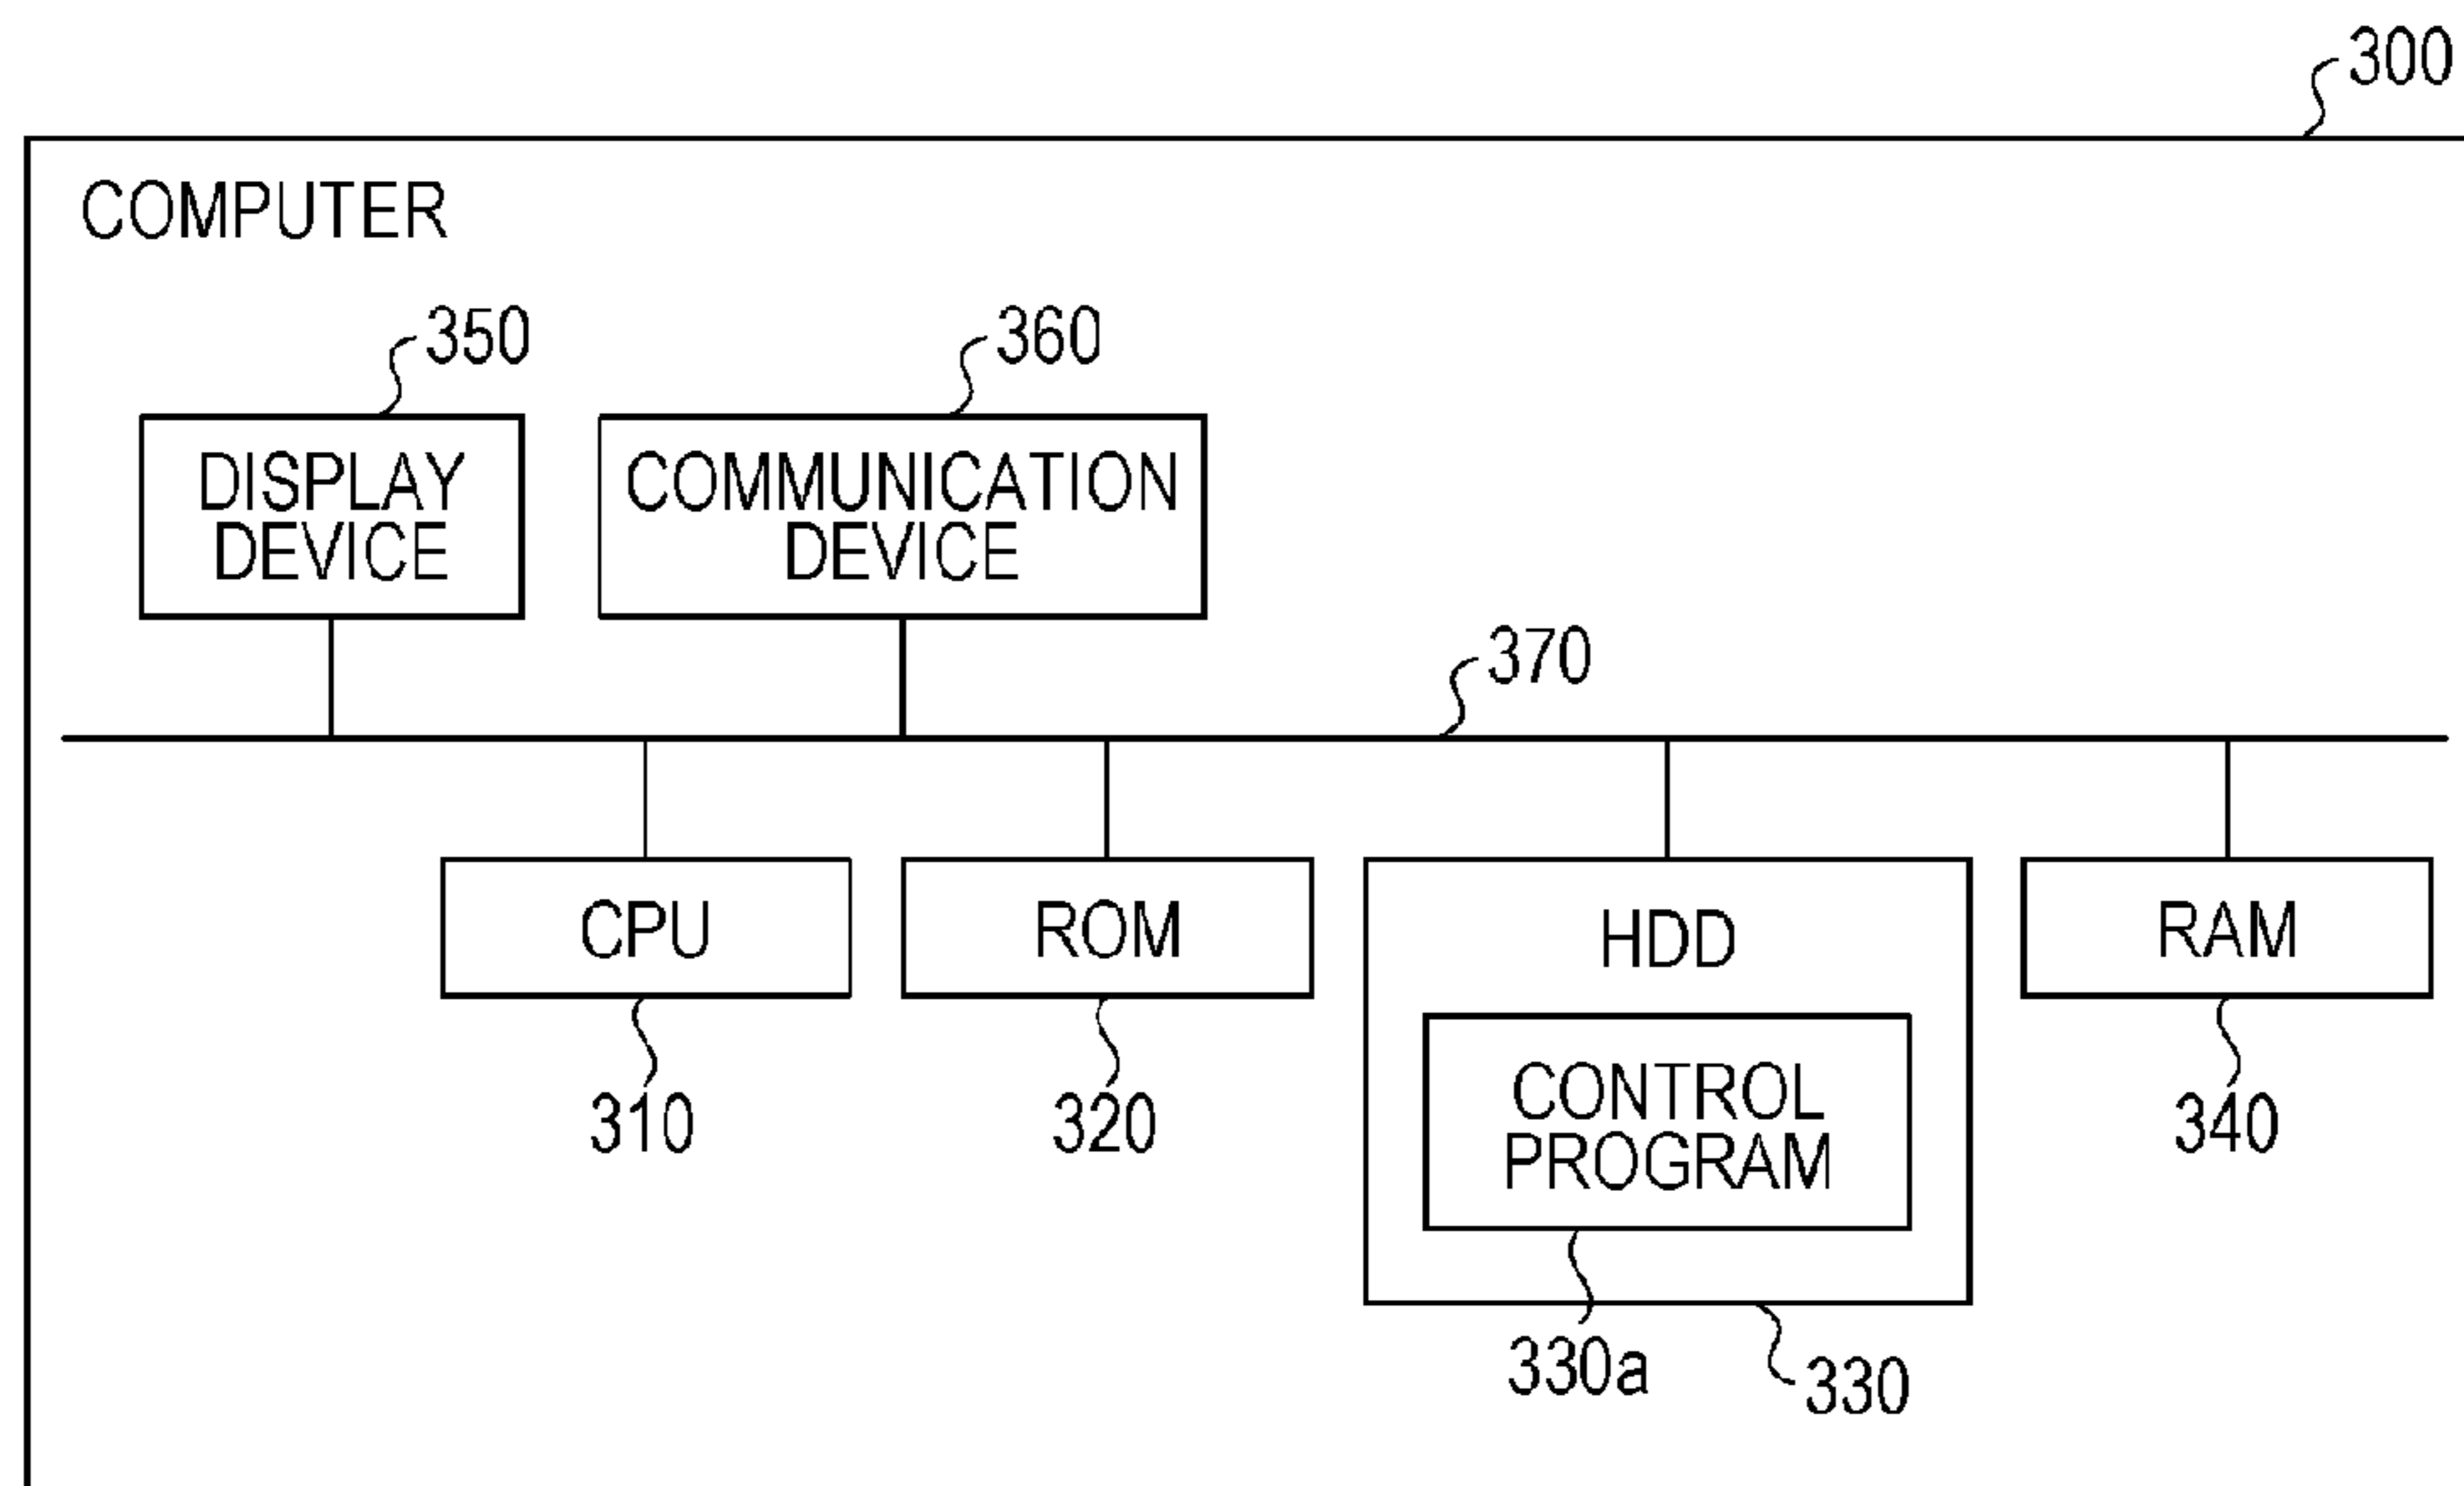 300
COMPUTER
350
360
DISPLAY
DEVICE
COMMUNICATION
DEVICE
370
CPU
ROM
HDD
RAM
CONTROL
PROGRAM
310
320
340
330a
330